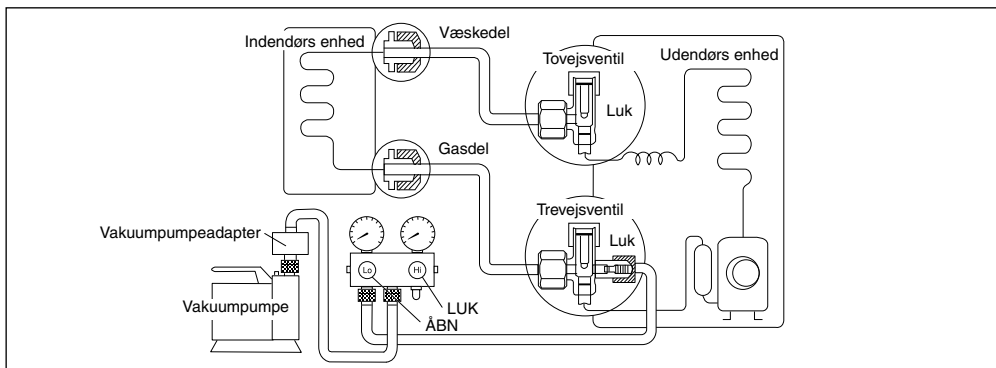 Væskedel
Indendørs enhed
Tovejsventil
Udendørs enhed
Luk
Gasdel
Trevejsventil
Luk
Vakuumpumpeadapter
Lo
Hi
Vakuumpumpe
LUK
ÅBN